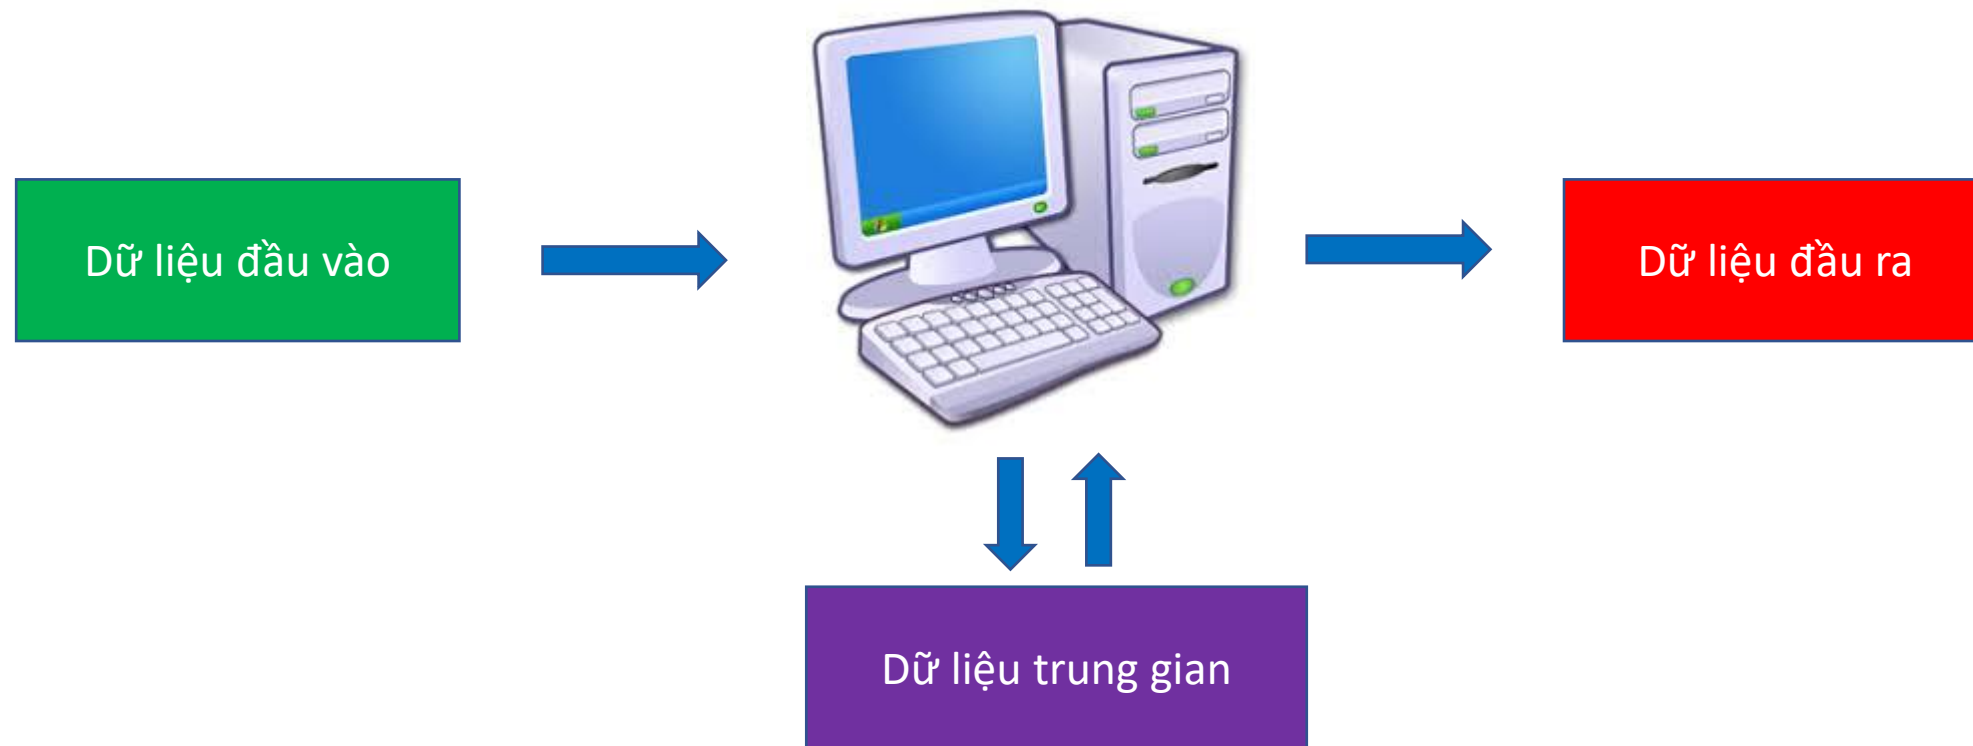 Dữ liệu đầu vào
Dữ liệu đầu ra
Dữ liệu trung gian